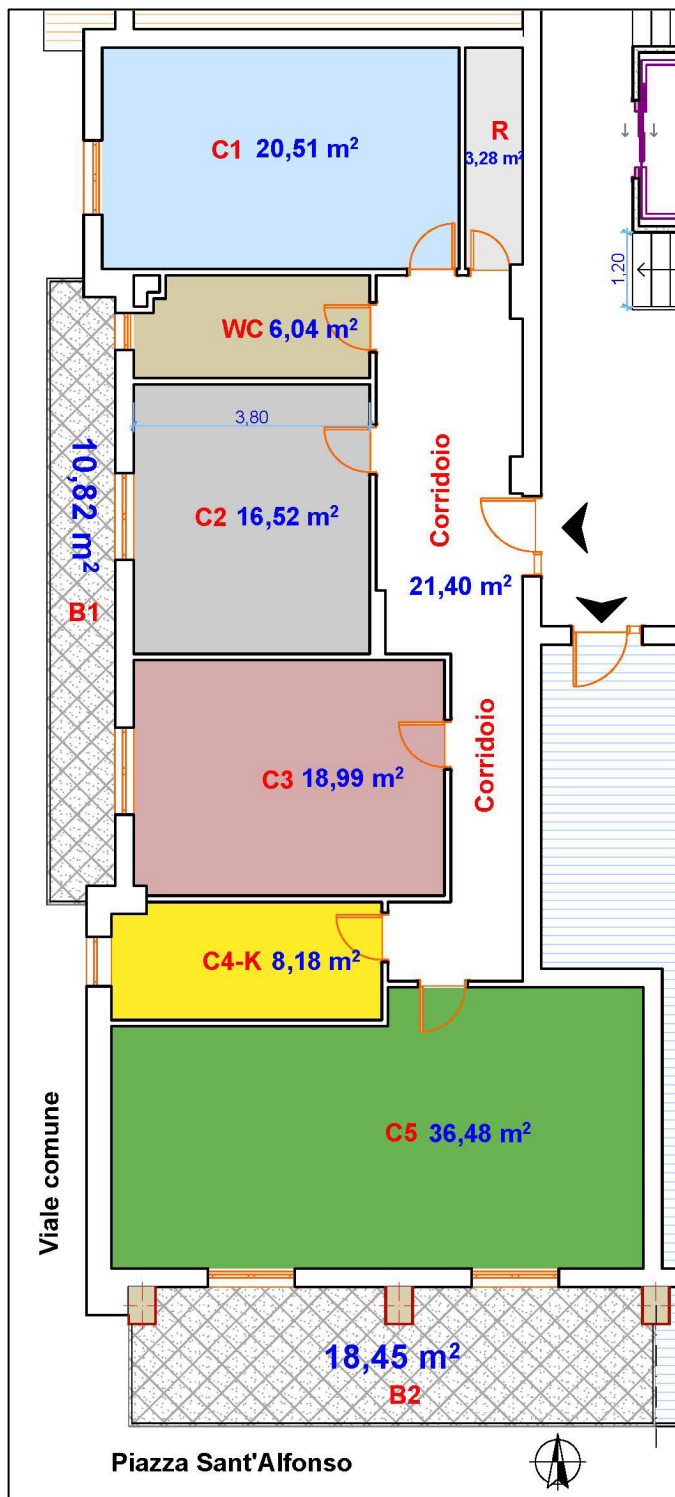 C1 20,51 m²
R
3,28 m²
1,20
WC 6,04 m²
3,80
10,82 m²
B1
C2 16,52 m²
Corridoio
21,40 m²
C3 18,99 m²
Corridoio
C4-K 8,18 m²
C5 36,48 m²
Viale comune
18,45 m²
B2
Piazza Sant'Alfonso